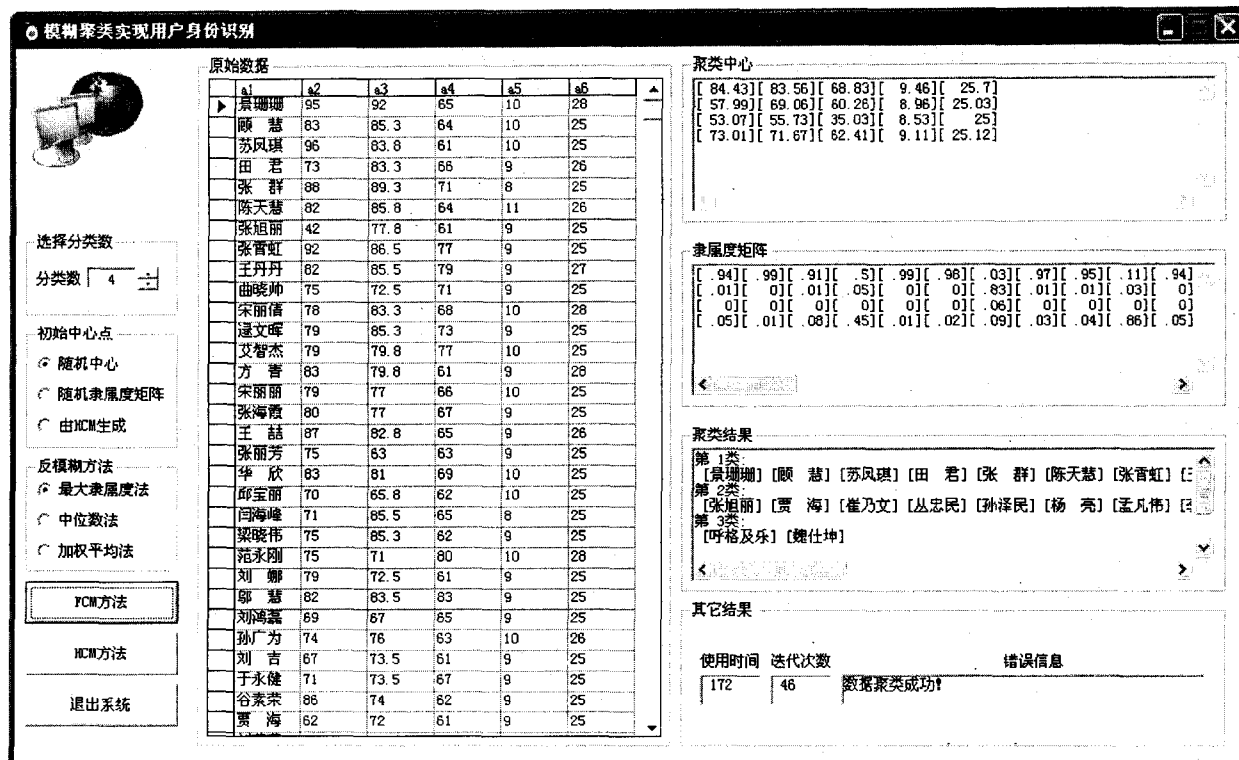 模糊聚类实现用户身份识别
选择分类数
分类数 4
初始中心点
随机中心
随机隶属度矩阵
由HCM生成
反模糊方法
最大隶属度法
中位数法
加权平均法
FCM方法
HCM方法
退出系统
原始数据
a1 a2 a3 a4 a5 a6
景珊珊 95 92 65 10 28
顾 慧 83 85.3 64 10 25
苏凤琪 96 83.8 61 10 25
田 君 73 83.3 66 9 26
张 群 88 89.3 71 8 25
陈天慧 82 85.8 64 11 26
张旭丽 42 77.8 61 9 25
张雪虹 92 86.5 77 9 25
王丹丹 82 85.5 79 9 27
曲晓帅 75 72.5 71 9 25
宋丽倩 78 83.3 68 10 28
逯文晖 79 85.3 73 9 25
艾智杰 79 79.8 77 10 25
方 青 83 79.8 61 9 28
宋丽丽 79 77 66 10 25
张海霞 80 77 67 9 25
王 喆 87 82.8 65 9 26
张丽芳 75 63 63 9 25
华 欣 83 81 69 10 25
邱宝丽 70 65.8 62 10 25
闫海峰 71 85.5 65 8 25
梁晓伟 75 85.3 62 9 25
范永刚 75 71 80 10 28
刘 娜 79 72.5 61 9 25
邬 慧 82 83.5 83 9 25
刘鸿磊 69 67 65 9 25
孙广为 74 76 63 10 26
刘 吉 67 73.5 61 9 25
于永健 71 73.5 67 9 25
谷素荣 86 74 62 9 25
贾 海 62 72 61 9 25
聚类中心
[ 84.43][ 83.56][ 68.83][ 9.46][ 25.7]
[ 57.99][ 69.06][ 60.26][ 8.96][ 25.03]
[ 53.07][ 55.73][ 35.03][ 8.53][ 25]
[ 73.01][ 71.67][ 62.41][ 9.11][ 25.12]
隶属度矩阵
[ .94][ .99][ .91][ .5][ .99][ .98][ .03][ .97][ .95][ .11][ .94]
[ .01][ 0][ .01][ .05][ 0][ 0][ .83][ .01][ .01][ .03][ 0]
[ 0][ 0][ 0][ 0][ 0][ 0][ .06][ 0][ 0][ 0][ 0]
[ .05][ .01][ .08][ .45][ .01][ .02][ .09][ .03][ .04][ .86][ .05]
聚类结果
第 1类:
[景珊珊] [顾 慧] [苏凤琪] [田 君] [张 群] [陈天慧] [张雪虹] [
第 2类:
[张旭丽] [贾 海] [崔乃文] [丛忠民] [孙泽民] [杨 亮] [孟凡伟] [
第 3类:
[呼格及乐] [魏仕坤]
其它结果
使用时间 迭代次数 错误信息
172 46 数据聚类成功!